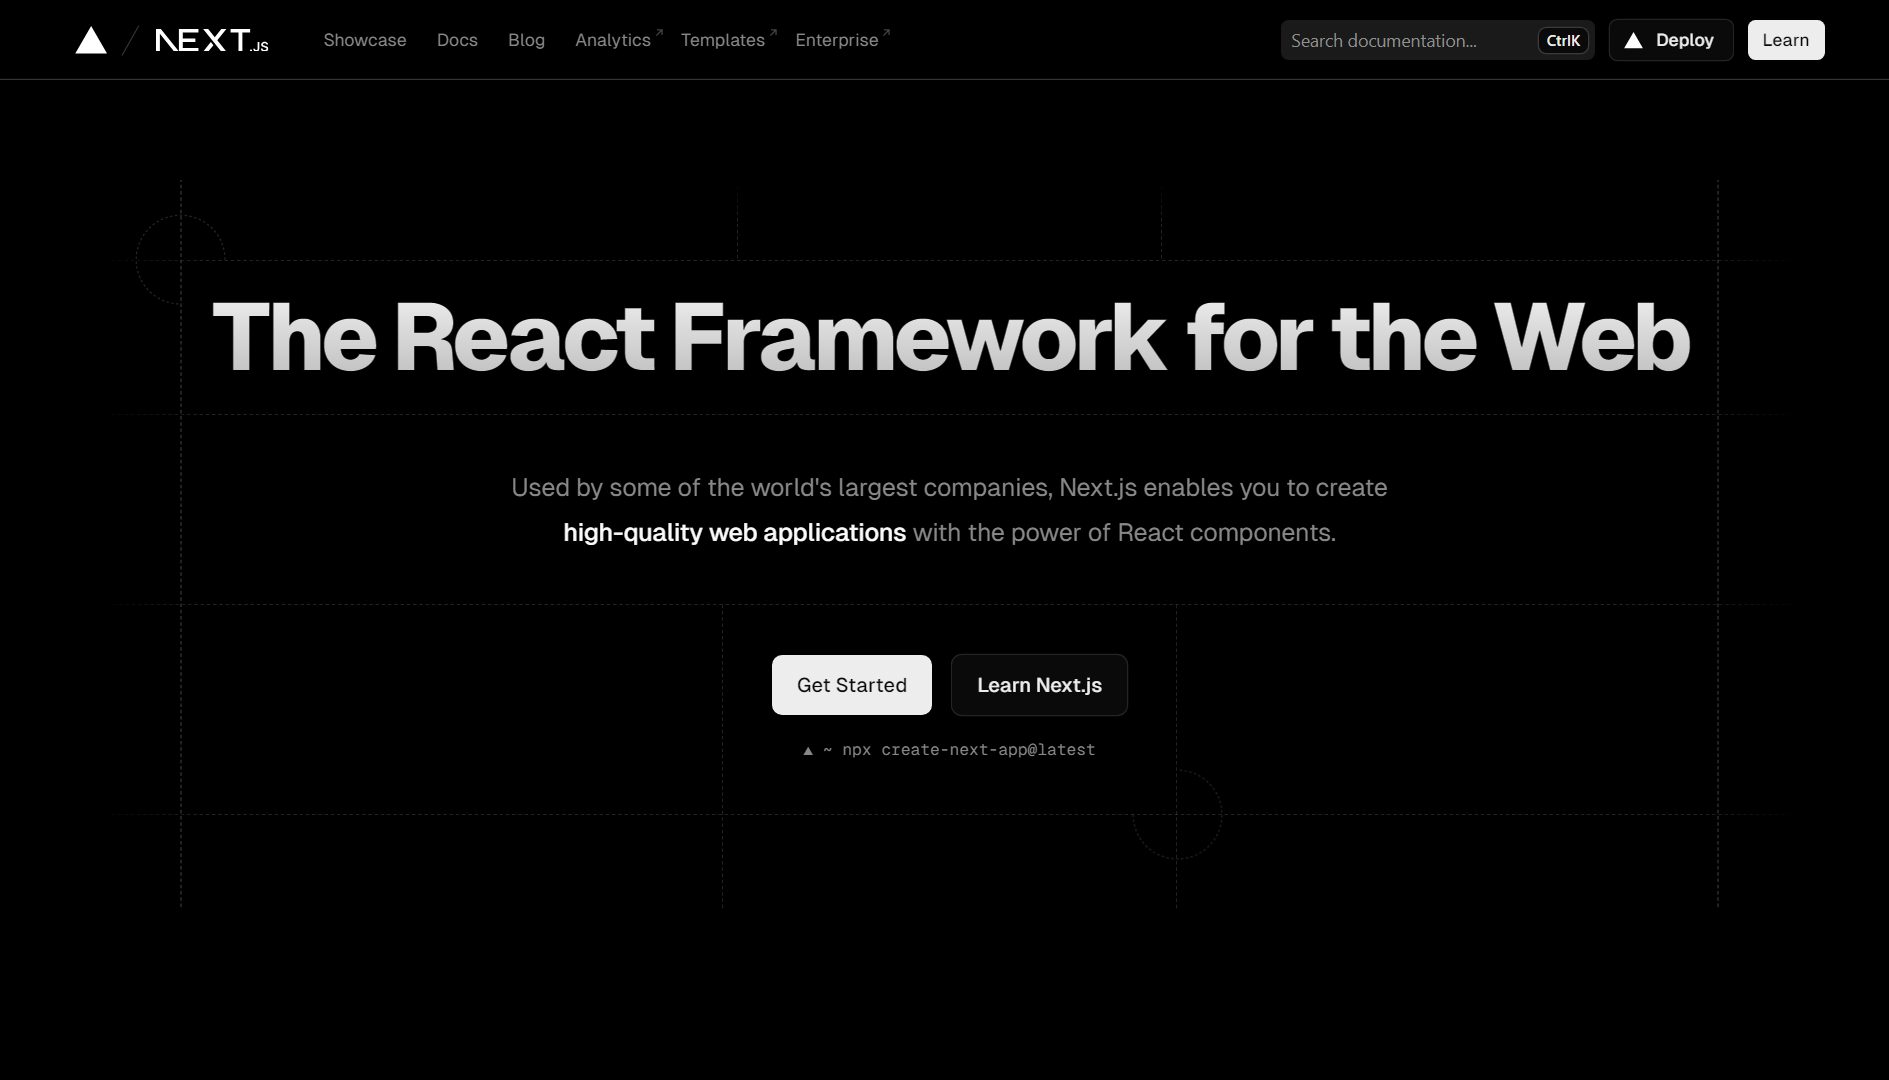 NEXT.JS
Showcase
Docs
Blog
Analytics
Templates
Enterprise
Search documentation...
CtrlK
Deploy
Learn
The React Framework for the Web
Used by some of the world's largest companies, Next.js enables you to create
high-quality web applications with the power of React components.
Get Started
Learn Next.js
▲ ~ npx create-next-app@latest